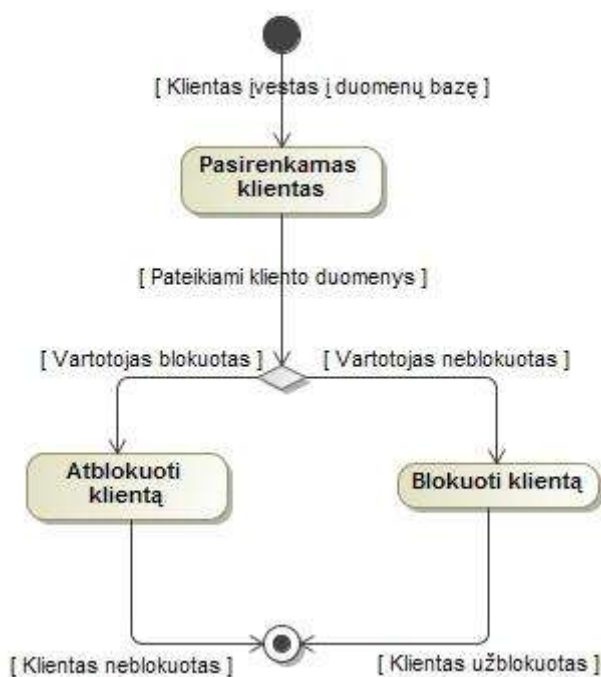 [ Klientas įvestas į duomenų bazę ]
Pasirenkamas
klientas
[ Pateikiami kliento duomenys ]
[ Vartotojas blokuotas ]
[ Vartotojas neblokuotas ]
Atblokuoti
klientą
Blokuoti klientą
[ Klientas neblokuotas ]
[ Klientas užblokuotas ]